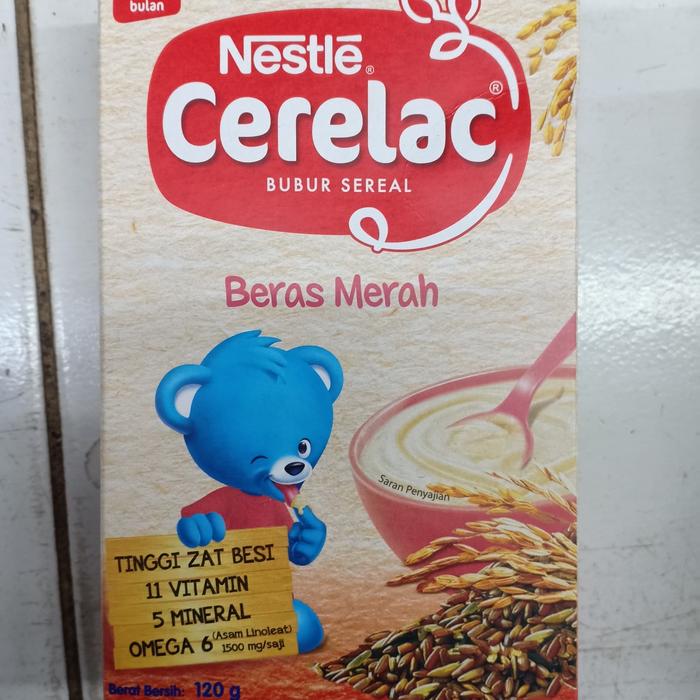 bulan
Nestlé®
Cerelac®
BUBUR SEREAL
Beras Merah
Saran Penyajian
TINGGI ZAT BESI
11 VITAMIN
5 MINERAL
OMEGA 6 (Asam Linoleat) 1500 mg/saji
Berat Bersih: 120 g